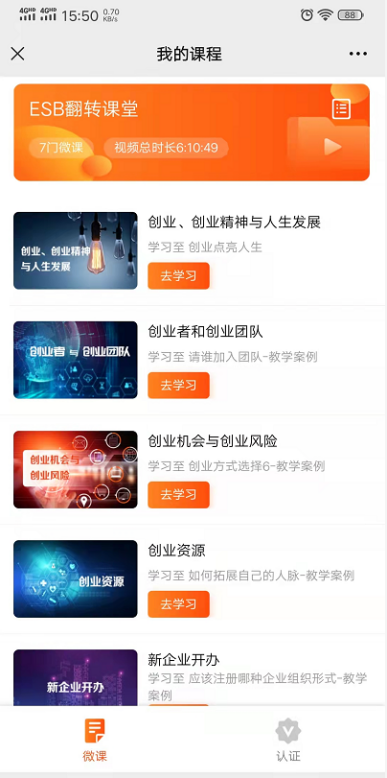 4GHD 4GHD 15:50 0.70 KB/s 88
我的课程
ESB翻转课堂
7门微课 视频总时长6:10:49
创业、创业精神
与人生发展
创业、创业精神与人生发展
学习至 创业点亮人生
去学习
创业者 与 创业团队
创业者和创业团队
学习至 请谁加入团队-教学案例
去学习
创业机会与
创业风险
创业机会与创业风险
学习至 创业方式选择6-教学案例
去学习
创业资源
创业资源
学习至 如何拓展自己的人脉-教学案例
去学习
新企业开办
新企业开办
学习至 应该注册哪种企业组织形式-教学
案例
微课 认证